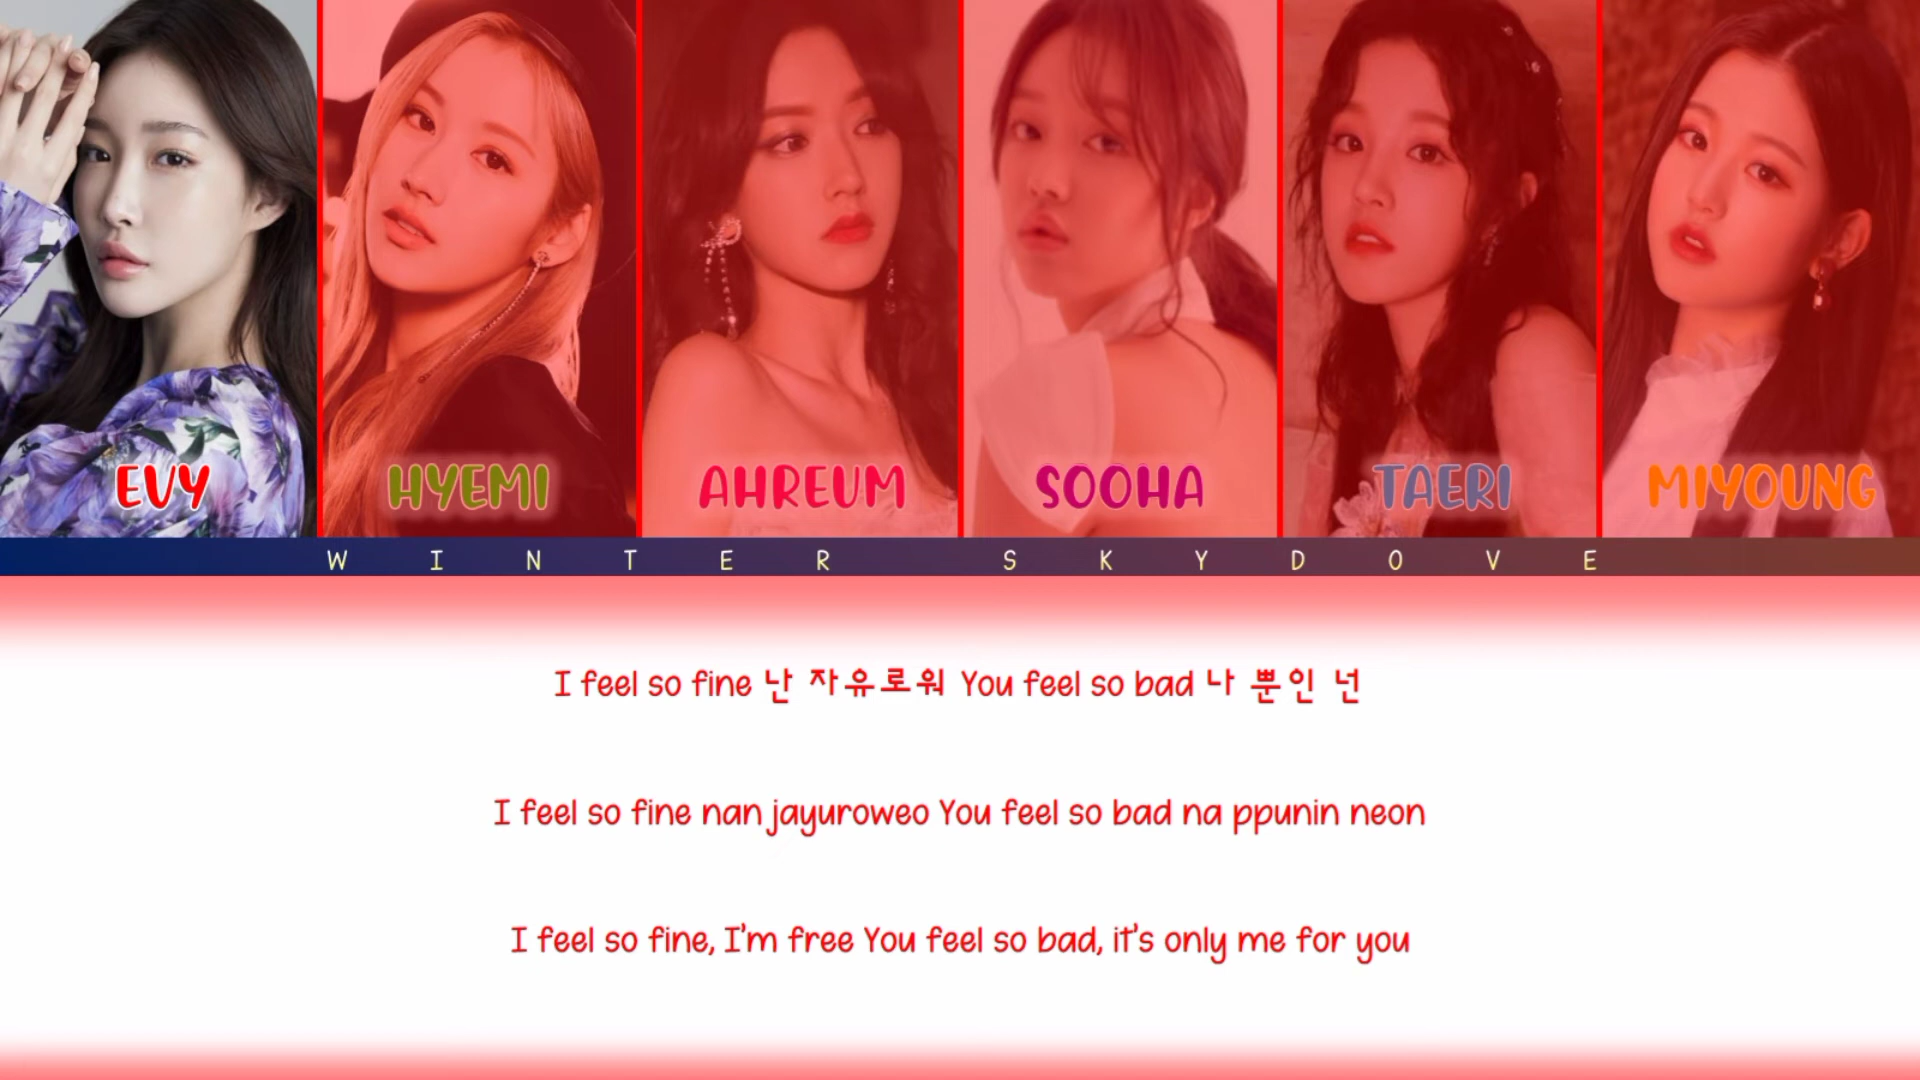 EVY
HYEMI
AHREUM
SOOHA
TAERI
MIYOUNG
WINTER SKYDOVE
I feel so fine 난 자유로워 You feel so bad 나 뿐인 넌
I feel so fine nan jayuroweo You feel so bad na ppunin neon
I feel so fine, I'm free You feel so bad, it's only me for you